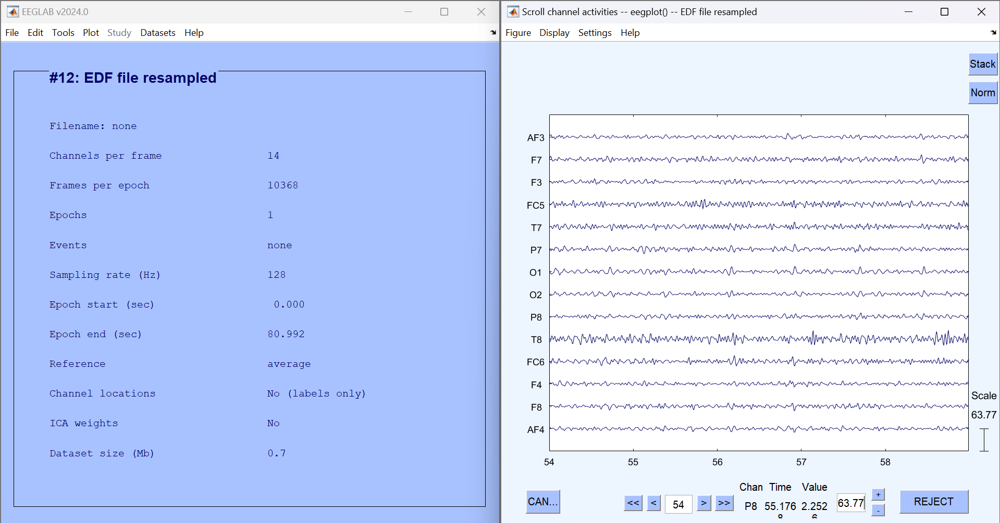 EEGLAB v2024.0
File Edit Tools Plot Study Datasets Help
#12: EDF file resampled
Filename: none
Channels per frame 14
Frames per epoch 10368
Epochs 1
Events none
Sampling rate (Hz) 128
Epoch start (sec) 0.000
Epoch end (sec) 80.992
Reference average
Channel locations No (labels only)
ICA weights No
Dataset size (Mb) 0.7
Scroll channel activities -- eegplot() -- EDF file resampled
Figure Display Settings Help
Stack
Norm
AF3
F7
F3
FC5
T7
P7
O1
O2
P8
T8
FC6
F4
F8
AF4
Scale
63.77
54 55 56 57 58
Chan Time Value
CAN... << < 54 > >> P8 55.176 2.252 63.77 + - REJECT